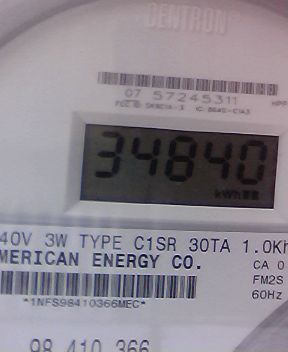 CENTRON
07 57245311
34840
kWh
40V 3W TYPE C1SR 30TA 1.0Kh
MERICAN ENERGY CO.
CA 0
FM2S
60Hz
*1NFS98410366MEC*
98 410 366